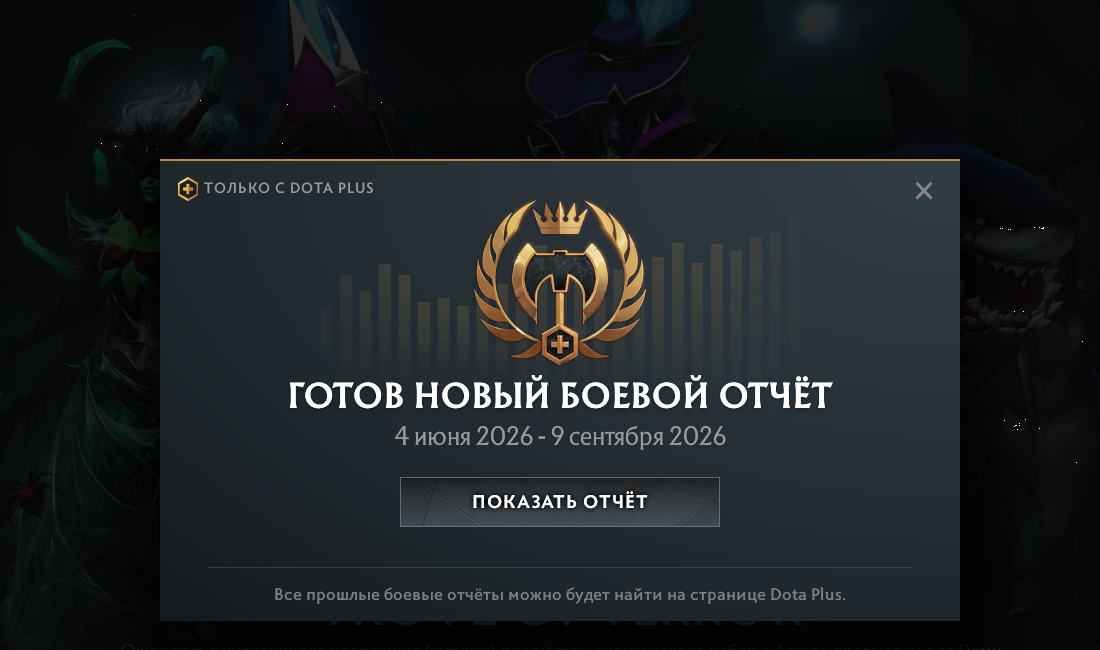 ТОЛЬКО С DOTA PLUS
ГОТОВ НОВЫЙ БОЕВОЙ ОТЧЁТ
4 июня 2026 - 9 сентября 2026
ПОКАЗАТЬ ОТЧЁТ
Все прошлые боевые отчёты можно будет найти на странице Dota Plus.